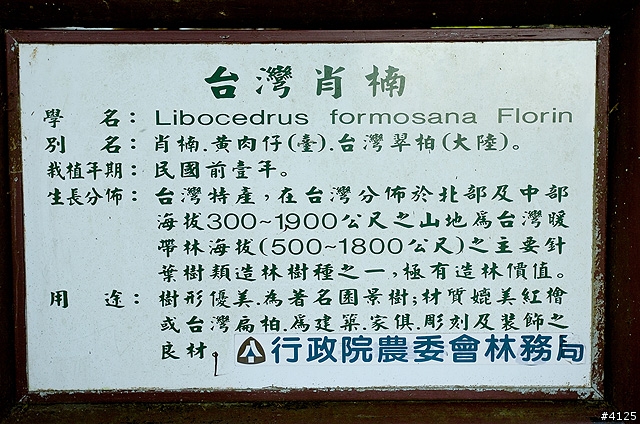 台灣肖楠
學 名：Libocedrus formosana Florin
別 名：肖楠.黃肉仔(臺).台灣翠柏(大陸)。
栽植年期：民國前壹年。
生長分佈：台灣特產，在台灣分佈於北部及中部
海拔300~1,900公尺之山地為台灣暖
帶林海拔(500~1800公尺)之主要針
葉樹類造林樹種之一，極有造林價值。
用 途：樹形優美.為著名園景樹;材質媲美紅檜
或台灣扁柏.為建築.家俱.彫刻及裝飾之
良材。
行政院農委會林務局
#4125